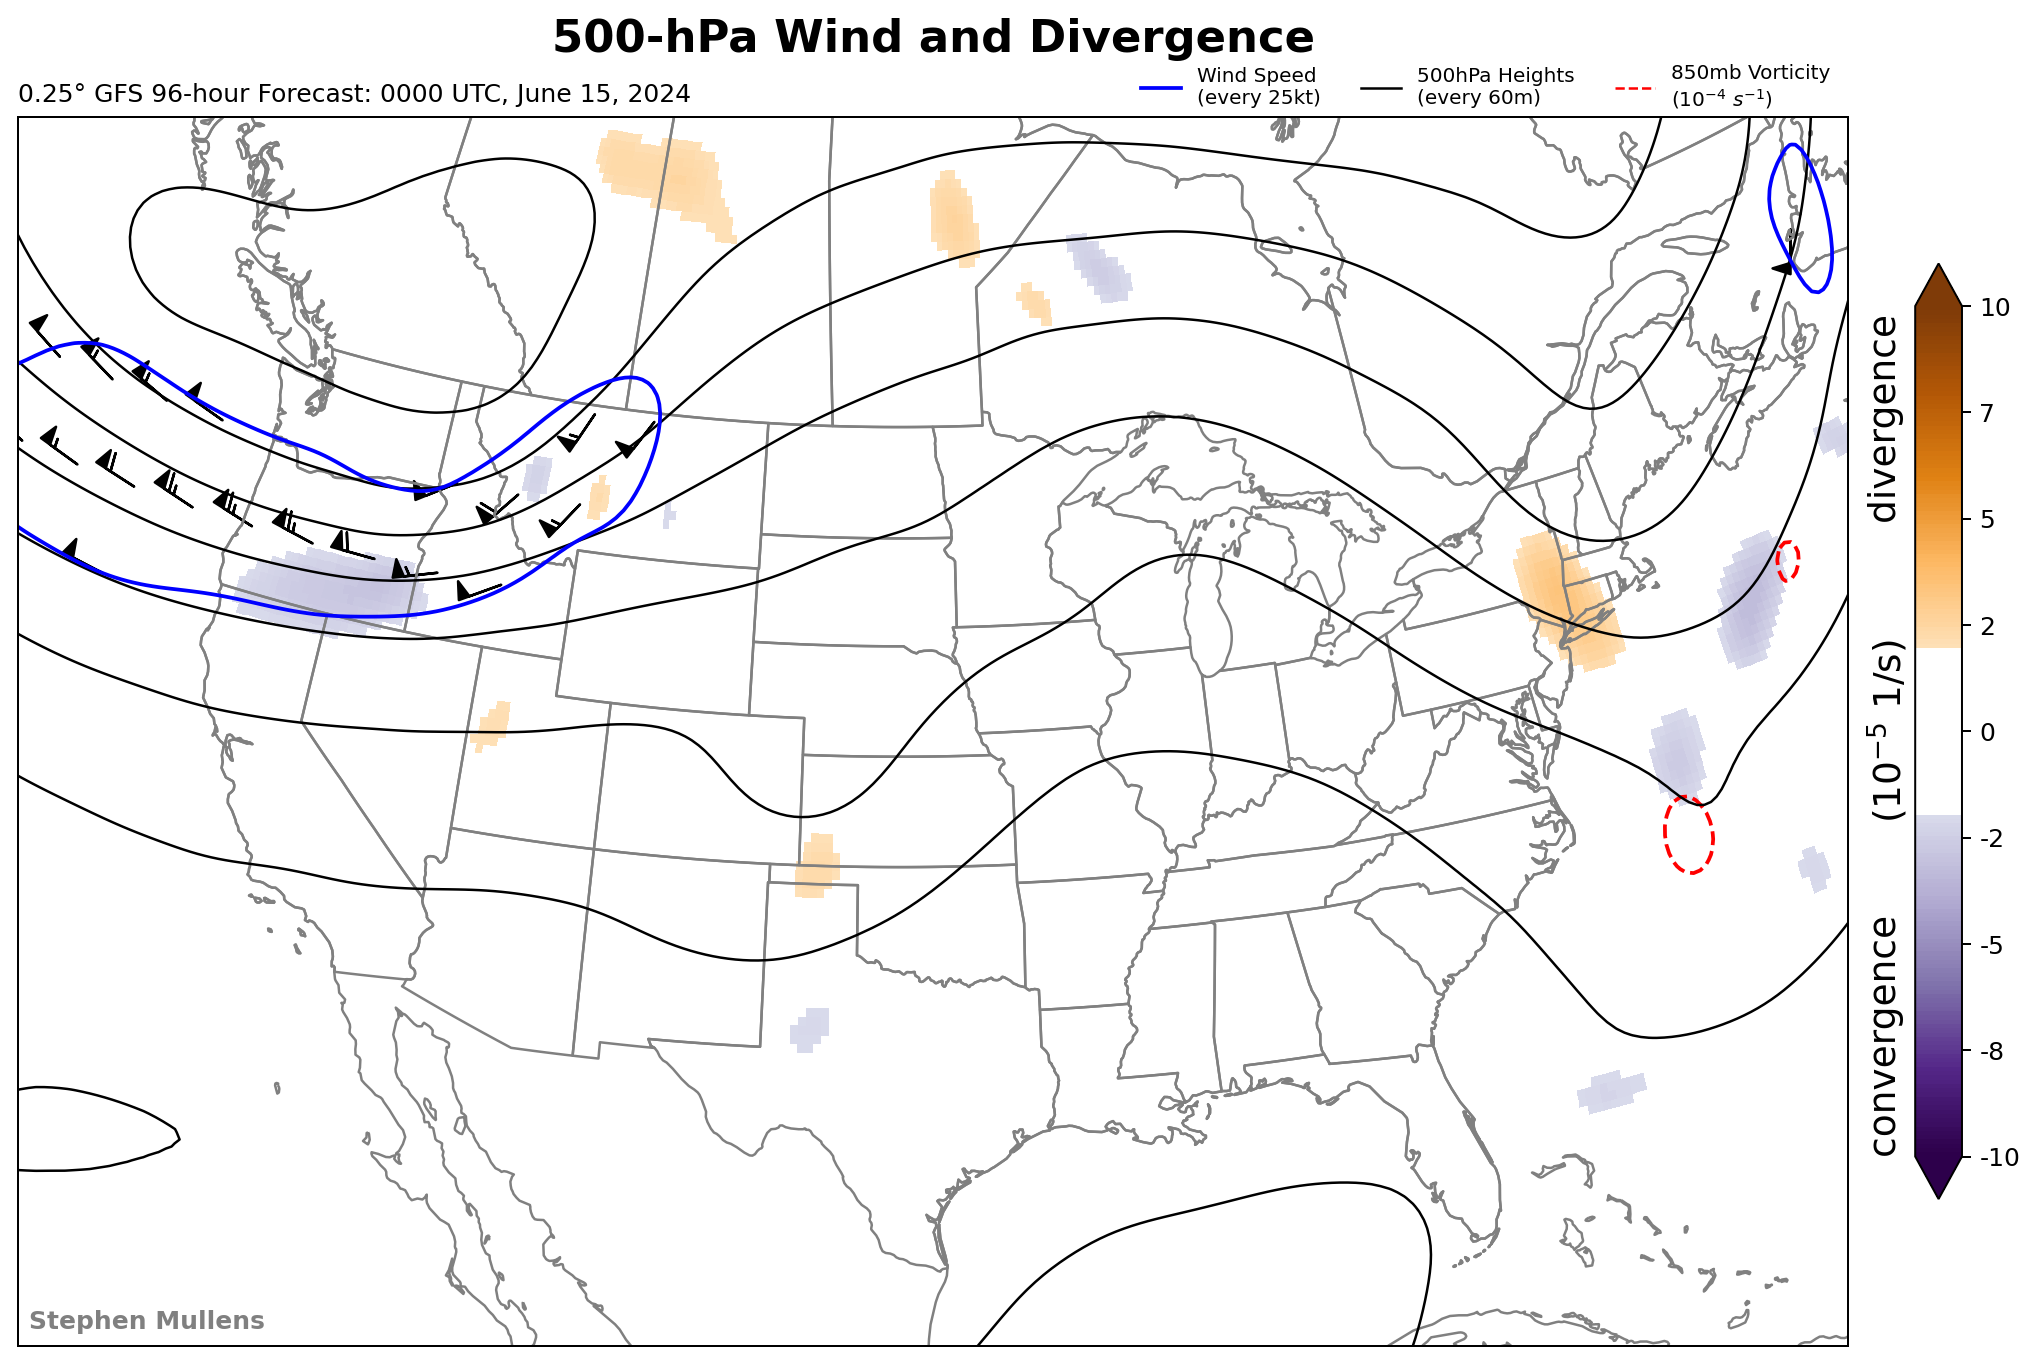 500-hPa Wind and Divergence
0.25° GFS 96-hour Forecast: 0000 UTC, June 15, 2024
Wind Speed
(every 25kt)
500hPa Heights
(every 60m)
850mb Vorticity
(10⁻⁴ s⁻¹)
10
7
5
2
0
-2
-5
-8
-10
convergence (10⁻⁵ 1/s) divergence
Stephen Mullens